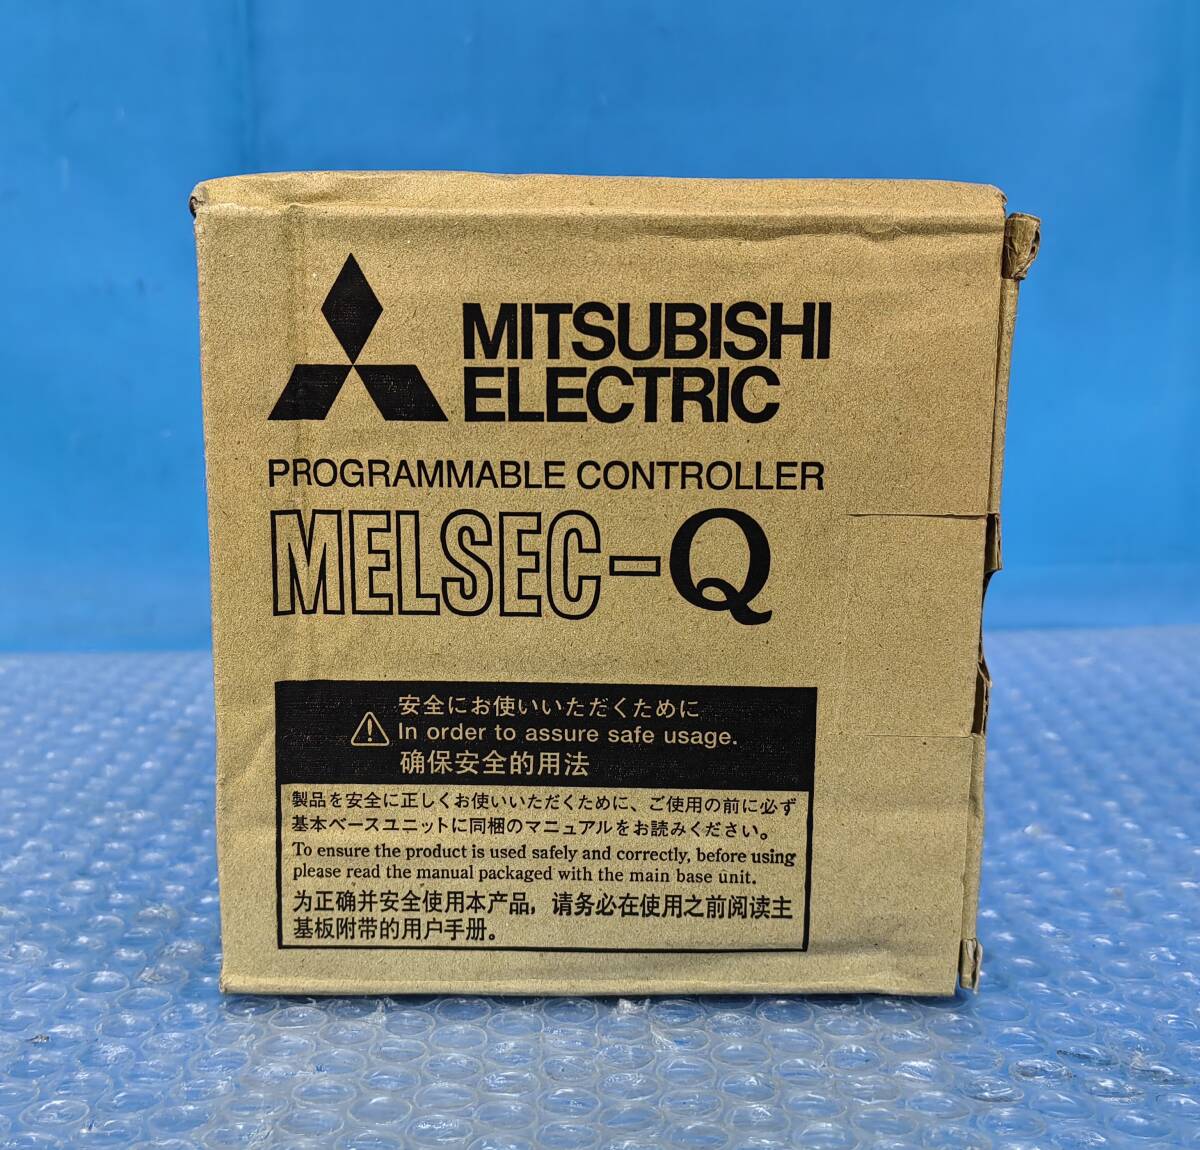 MITSUBISHI
ELECTRIC
PROGRAMMABLE CONTROLLER
MELSEC-Q
安全にお使いいただくために
In order to assure safe usage.
确保安全的用法
製品を安全に正しくお使いいただくために、ご使用の前に必ず
基本ベースユニットに同梱のマニュアルをお読みください。
To ensure the product is used safely and correctly, before using
please read the manual packaged with the main base unit.
为正确并安全使用本产品，请务必在使用之前阅读主
基板附带的用户手册。